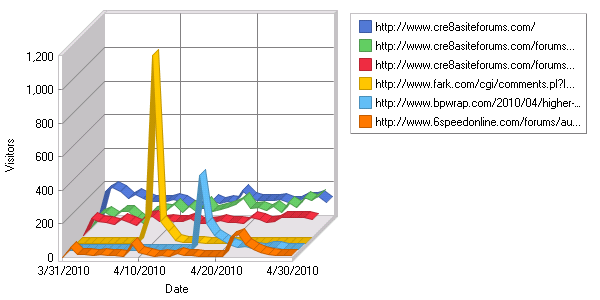 1,200
1,000
800
600
400
200
0
Visitors
3/31/2010 4/10/2010 4/20/2010 4/30/2010
Date
http://www.cre8asiteforums.com/
http://www.cre8asiteforums.com/forums...
http://www.cre8asiteforums.com/forums...
http://www.fark.com/cgi/comments.pl?I...
http://www.bpwrap.com/2010/04/higher-...
http://www.6speedonline.com/forums/au...